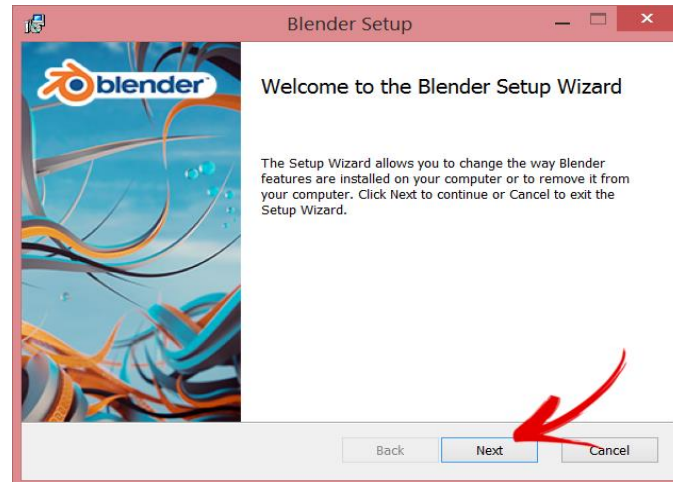 Blender Setup
blender
Welcome to the Blender Setup Wizard
The Setup Wizard allows you to change the way Blender
features are installed on your computer or to remove it from
your computer. Click Next to continue or Cancel to exit the
Setup Wizard.
Back Next Cancel